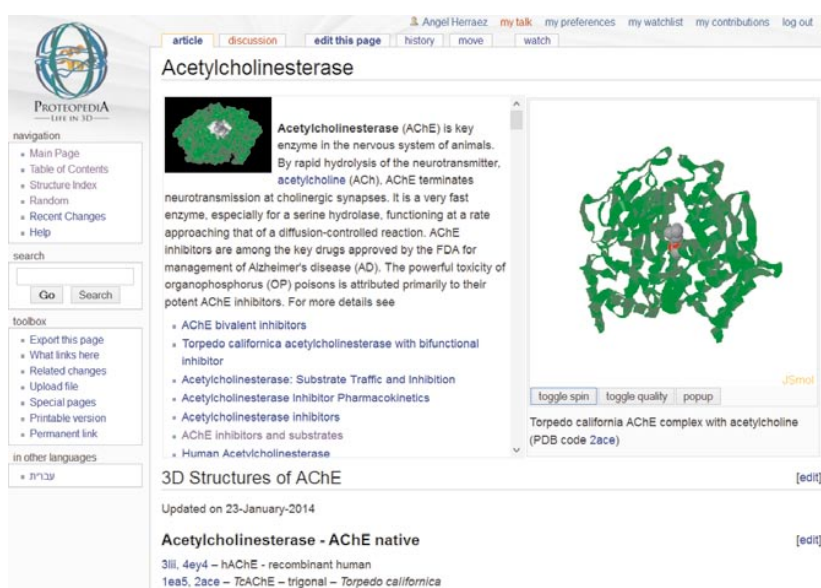 Angel Herraez my talk my preferences my watchlist my contributions log out
article discussion edit this page history move watch
PROTEOPEDIA
LIFE IN 3D
navigation
Main Page
Table of Contents
Structure Index
Random
Recent Changes
Help
search
Go Search
toolbox
Export this page
What links here
Related changes
Upload file
Special pages
Printable version
Permanent link
in other languages
עברית
Acetylcholinesterase
Acetylcholinesterase (AChE) is key
enzyme in the nervous system of animals.
By rapid hydrolysis of the neurotransmitter,
acetylcholine (ACh), AChE terminates
neurotransmission at cholinergic synapses. It is a very fast
enzyme, especially for a serine hydrolase, functioning at a rate
approaching that of a diffusion-controlled reaction. AChE
inhibitors are among the key drugs approved by the FDA for
management of Alzheimer's disease (AD). The powerful toxicity of
organophosphorus (OP) poisons is attributed primarily to their
potent AChE inhibitors. For more details see
AChE bivalent inhibitors
Torpedo californica acetylcholinesterase with bifunctional
inhibitor
Acetylcholinesterase: Substrate Traffic and Inhibition
Acetylcholinesterase Inhibitor Pharmacokinetics
Acetylcholinesterase inhibitors
AChE inhibitors and substrates
Human Acetylcholinesterase
JSmol
toggle spin toggle quality popup
Torpedo california AChE complex with acetylcholine
(PDB code 2ace)
3D Structures of AChE [edit]
Updated on 23-January-2014
Acetylcholinesterase - AChE native [edit]
3lii, 4ey4 – hAChE - recombinant human
1ea5, 2ace – TcAChE – trigonal – Torpedo californica